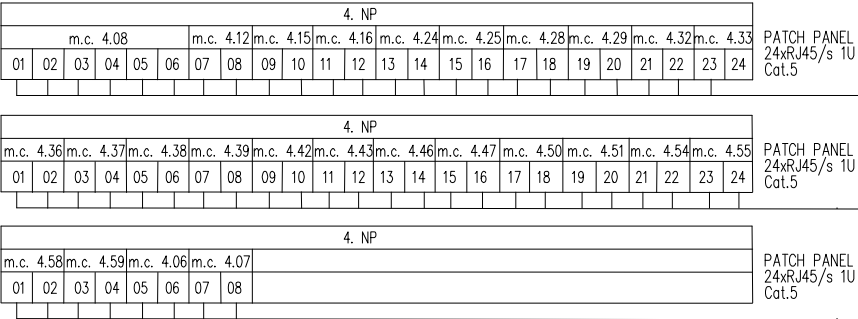 4. NP
m.c. 4.08 m.c. 4.12 m.c. 4.15 m.c. 4.16 m.c. 4.24 m.c. 4.25 m.c. 4.28 m.c. 4.29 m.c. 4.32 m.c. 4.33
01 02 03 04 05 06 07 08 09 10 11 12 13 14 15 16 17 18 19 20 21 22 23 24
PATCH PANEL
24xRJ45/s 1U
Cat.5
4. NP
m.c. 4.36 m.c. 4.37 m.c. 4.38 m.c. 4.39 m.c. 4.42 m.c. 4.43 m.c. 4.46 m.c. 4.47 m.c. 4.50 m.c. 4.51 m.c. 4.54 m.c. 4.55
01 02 03 04 05 06 07 08 09 10 11 12 13 14 15 16 17 18 19 20 21 22 23 24
PATCH PANEL
24xRJ45/s 1U
Cat.5
4. NP
m.c. 4.58 m.c. 4.59 m.c. 4.06 m.c. 4.07
01 02 03 04 05 06 07 08
PATCH PANEL
24xRJ45/s 1U
Cat.5